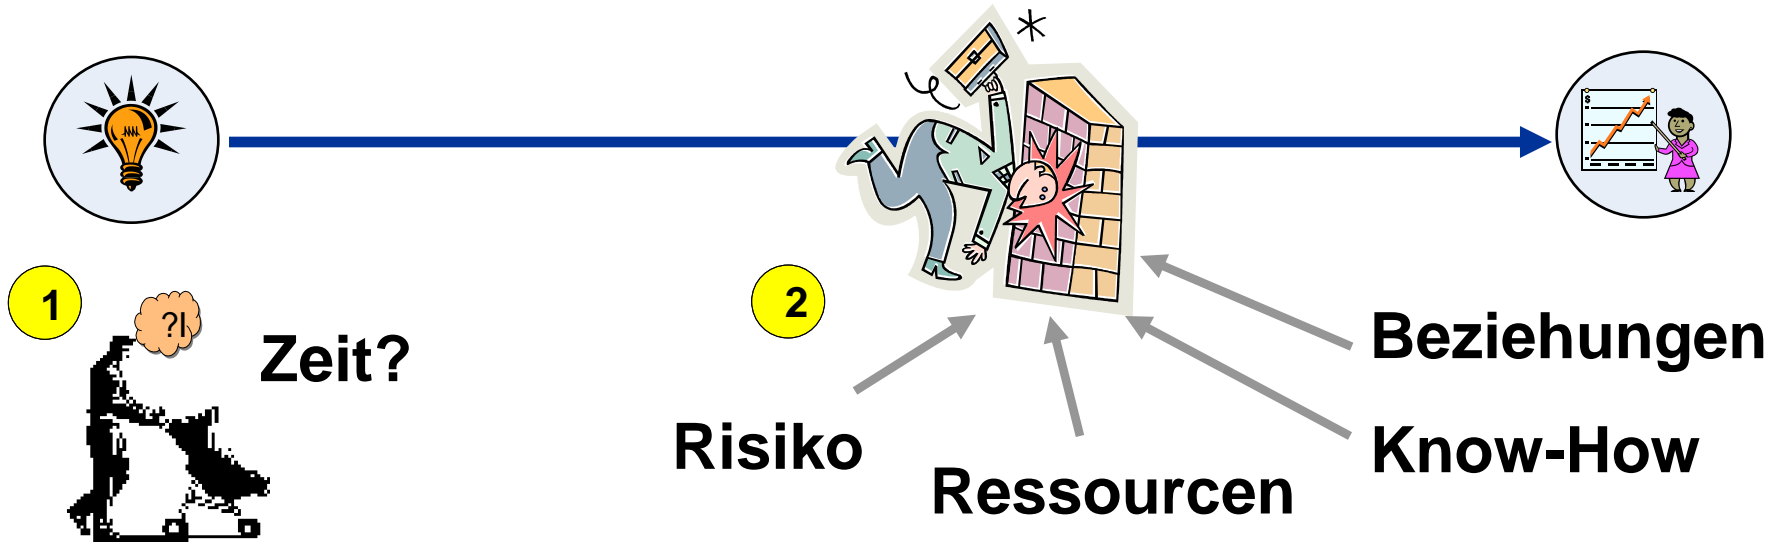 1
?!
Zeit?
2
$
Risiko
Ressourcen
Beziehungen
Know-How